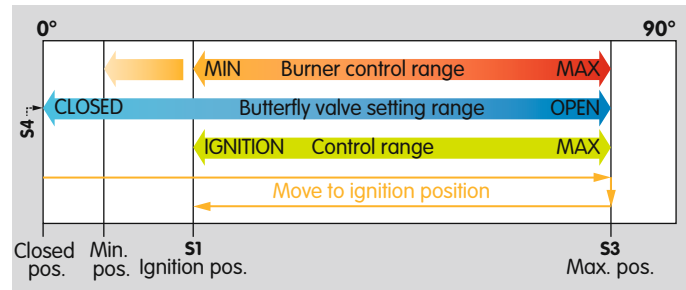 0° 90°
MIN Burner control range MAX
S4 CLOSED Butterfly valve setting range OPEN
IGNITION Control range MAX
Move to ignition position
Closed pos.
Min. pos.
S1
Ignition pos.
S3
Max. pos.